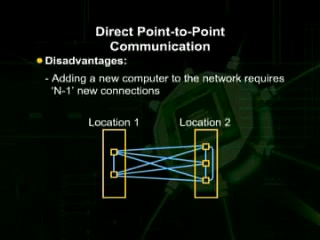 Direct Point-to-Point
Communication
Disadvantages:
- Adding a new computer to the network requires
‘N-1’ new connections
Location 1 Location 2